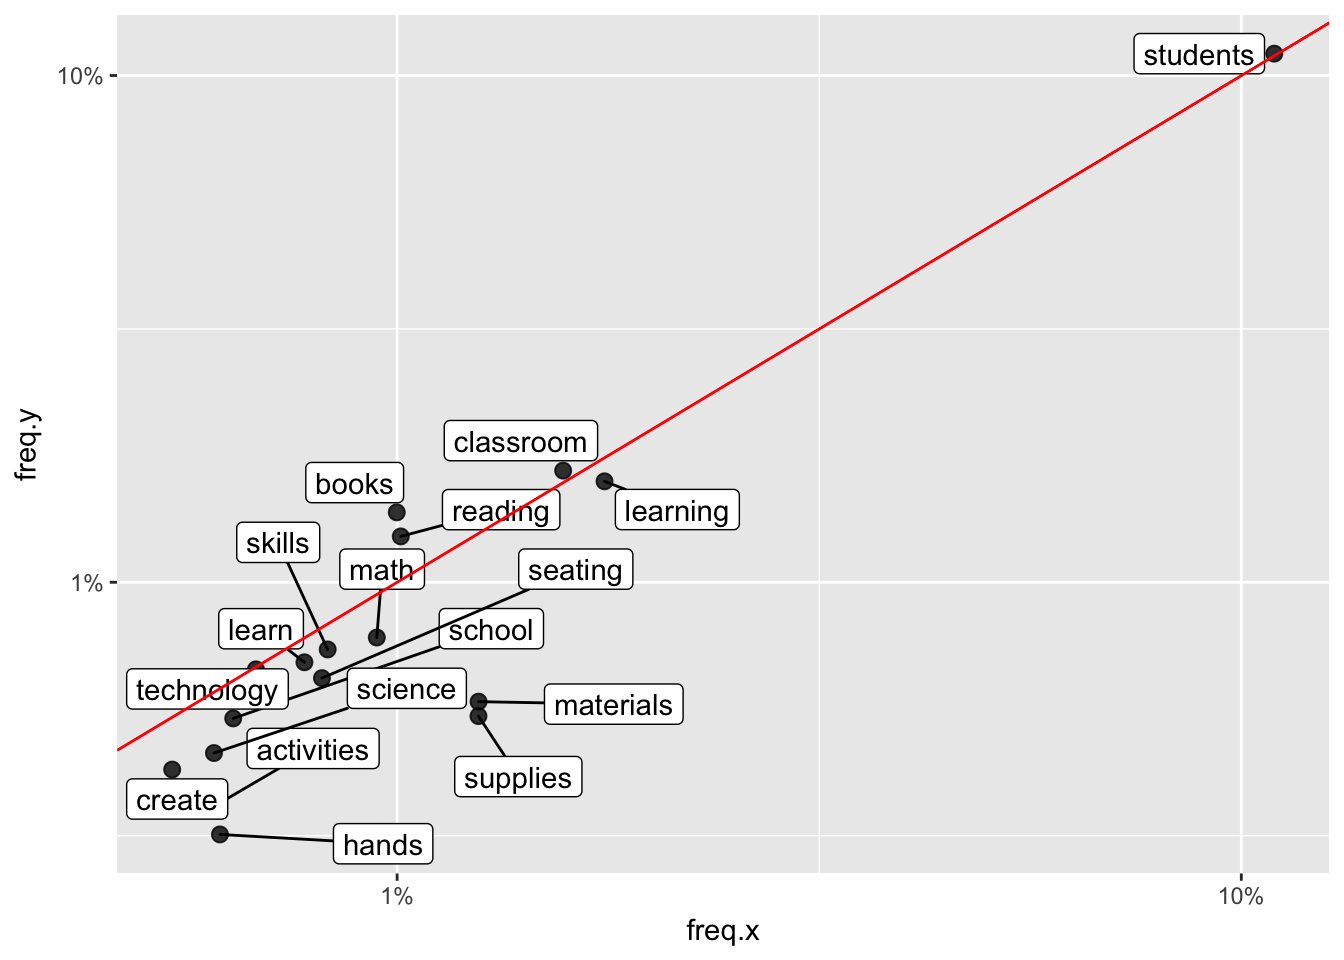 students
10%
classroom
books
reading
learning
skills
math
seating
freq.y
1%
learn
school
technology
science
materials
activities
supplies
create
hands
1%
10%
freq.x